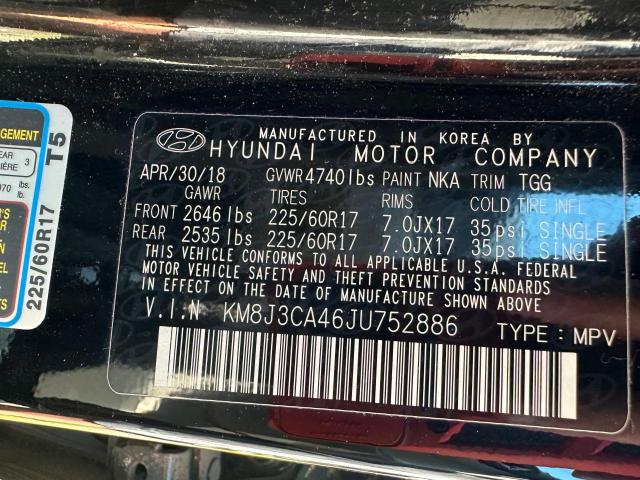 MANUFACTURED IN KOREA BY
HYUNDAI MOTOR COMPANY
APR/30/18 GVWR 4740lbs PAINT NKA TRIM TGG
GAWR TIRES RIMS COLD TIRE INFL
FRONT 2646 lbs 225/60R17 7.0JX17 35psi SINGLE
REAR 2535 lbs 225/60R17 7.0JX17 35psi SINGLE
THIS VEHICLE CONFORMS TO ALL APPLICABLE U.S.A. FEDERAL
MOTOR VEHICLE SAFETY AND THEFT PREVENTION STANDARDS
IN EFFECT ON THE DATE OF MANUFACTURE SHOWN ABOVE.
V.I.N KM8J3CA46JU752886 TYPE : MPV
3
lbs.
225/60R17 T5